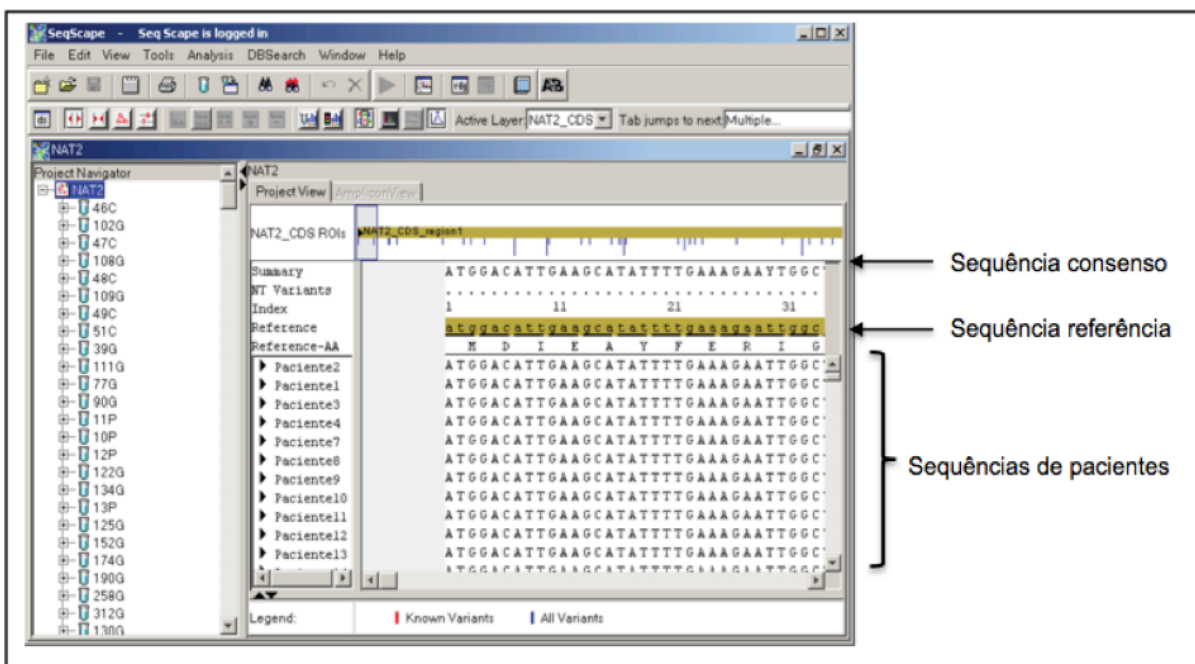 SeqScape - Seq Scape is logged in
File Edit View Tools Analysis DBSearch Window Help
Active Layer: NAT2_CDS Tab jumps to next: Multiple...
NAT2
Project Navigator
NAT2
46C
102G
47C
108G
48C
109G
49C
51C
39G
111G
77G
90G
11P
10P
12P
122G
134G
13P
125G
152G
174G
190G
258G
312G
130G
NAT2
Project View AmpliconView
NAT2_CDS ROIs NAT2_CDS_region1
Summary ATGGACATTGAAGCATATTTTGAAAGAAYTGGC
NT Variants .................................
Index 1 11 21 31
Reference atggacattgaagcatattttgaaagaattggc
Reference-AA M D I E A Y F E R I G
Paciente2 ATGGACATTGAAGCATATTTTGAAAGAATTGGC
Paciente1 ATGGACATTGAAGCATATTTTGAAAGAATTGGC
Paciente3 ATGGACATTGAAGCATATTTTGAAAGAATTGGC
Paciente4 ATGGACATTGAAGCATATTTTGAAAGAATTGGC
Paciente7 ATGGACATTGAAGCATATTTTGAAAGAATTGGC
Paciente8 ATGGACATTGAAGCATATTTTGAAAGAATTGGC
Paciente9 ATGGACATTGAAGCATATTTTGAAAGAATTGGC
Paciente10 ATGGACATTGAAGCATATTTTGAAAGAATTGGC
Paciente11 ATGGACATTGAAGCATATTTTGAAAGAATTGGC
Paciente12 ATGGACATTGAAGCATATTTTGAAAGAATTGGC
Paciente13 ATGGACATTGAAGCATATTTTGAAAGAATTGGC
Legend: Known Variants All Variants
Sequência consenso
Sequência referência
Sequências de pacientes